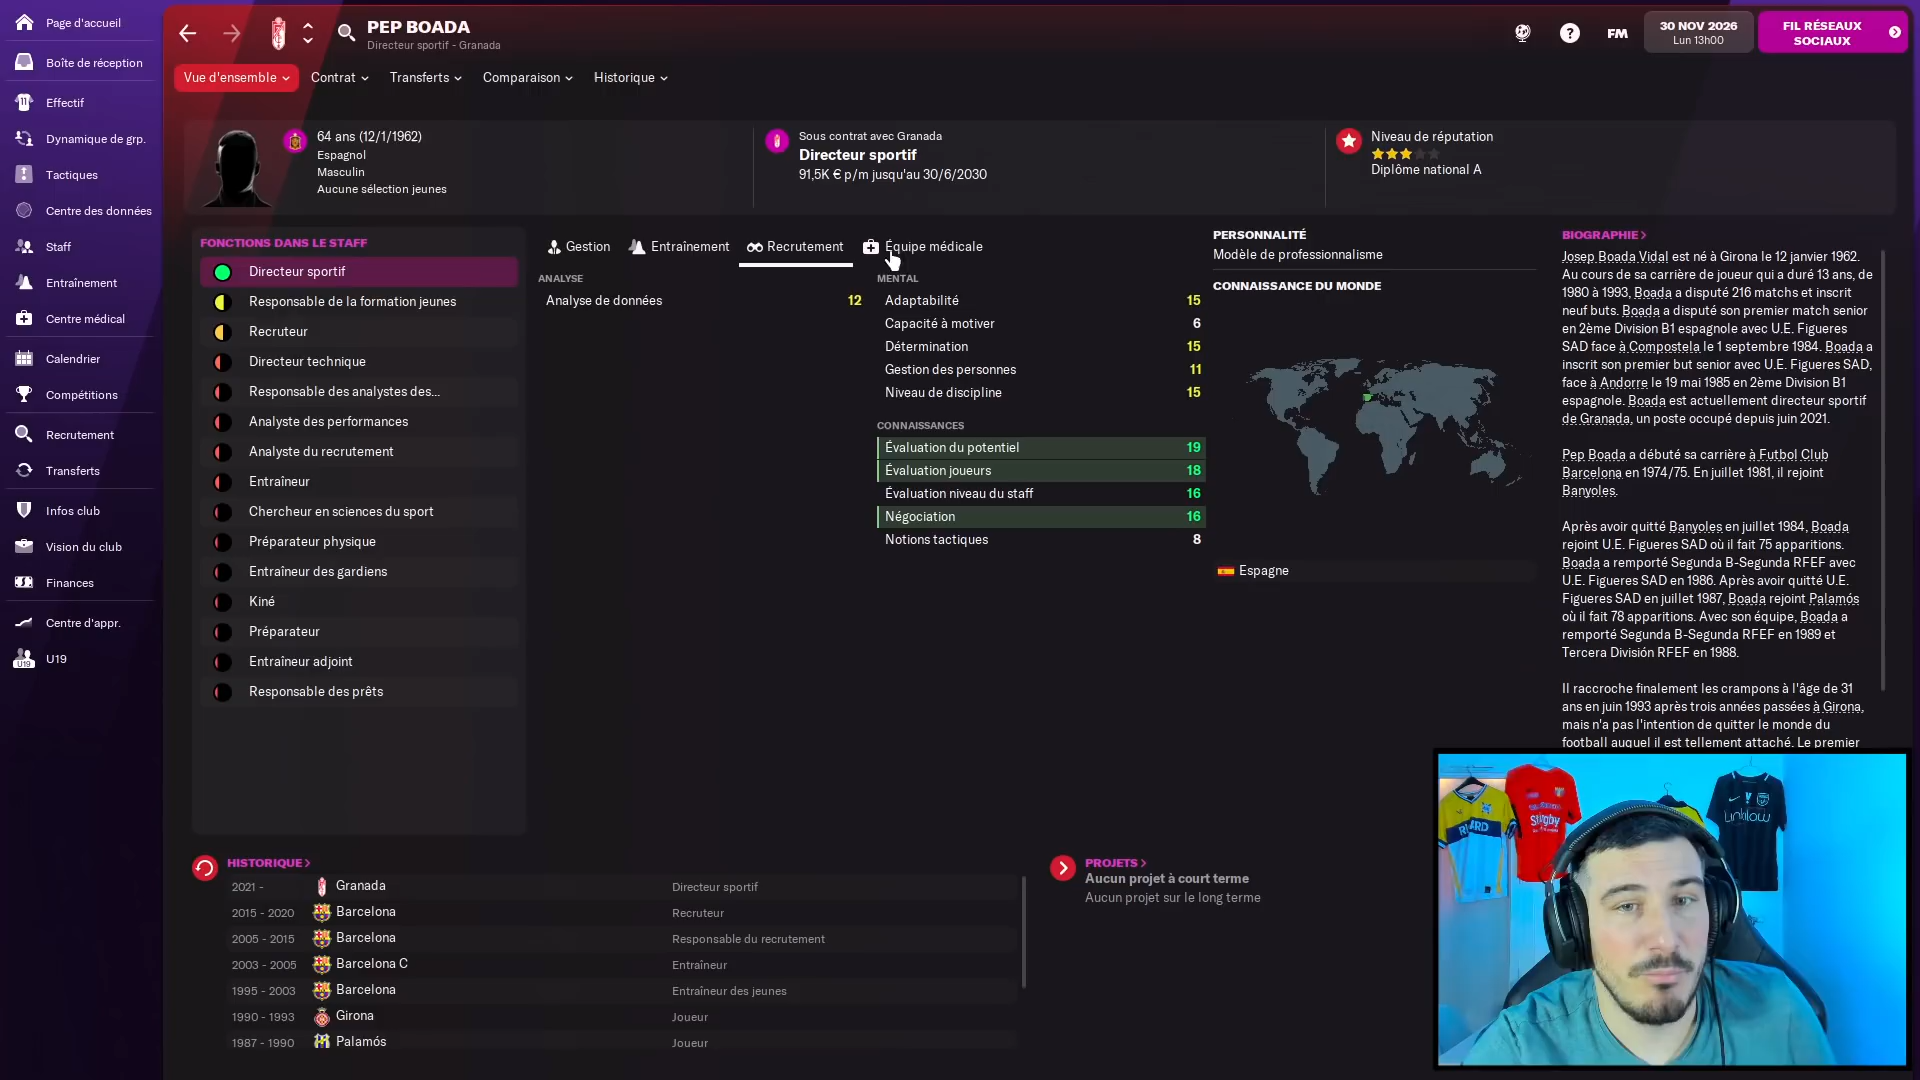 Page d'accueil
Boîte de réception
Effectif
Dynamique de grp.
Tactiques
Centre des données
Staff
Entraînement
Centre médical
Calendrier
Compétitions
Recrutement
Transferts
Infos club
Vision du club
Finances
Centre d'appr.
U19
PEP BOADA
Directeur sportif - Granada
FM
30 NOV 2026
Lun 13h00
FIL RÉSEAUX
SOCIAUX
Vue d'ensemble
Contrat
Transferts
Comparaison
Historique
64 ans (12/1/1962)
Espagnol
Masculin
Aucune sélection jeunes
Sous contrat avec Granada
Directeur sportif
91,5K € p/m jusqu'au 30/6/2030
Niveau de réputation
Diplôme national A
FONCTIONS DANS LE STAFF
Directeur sportif
Responsable de la formation jeunes
Recruteur
Directeur technique
Responsable des analystes des...
Analyste des performances
Analyste du recrutement
Entraîneur
Chercheur en sciences du sport
Préparateur physique
Entraîneur des gardiens
Kiné
Préparateur
Entraîneur adjoint
Responsable des prêts
Gestion
Entraînement
Recrutement
Équipe médicale
ANALYSE
Analyse de données 12
MENTAL
Adaptabilité 15
Capacité à motiver 6
Détermination 15
Gestion des personnes 11
Niveau de discipline 15
CONNAISSANCES
Évaluation du potentiel 19
Évaluation joueurs 18
Évaluation niveau du staff 16
Négociation 16
Notions tactiques 8
PERSONNALITÉ
Modèle de professionnalisme
CONNAISSANCE DU MONDE
Espagne
BIOGRAPHIE
Josep Boada Vidal est né à Girona le 12 janvier 1962.
Au cours de sa carrière de joueur qui a duré 13 ans, de
1980 à 1993, Boada a disputé 216 matchs et inscrit
neuf buts. Boada a disputé son premier match senior
en 2ème Division B1 espagnole avec U.E. Figueres
SAD face à Compostela le 1 septembre 1984. Boada a
inscrit son premier but senior avec U.E. Figueres SAD,
face à Andorre le 19 mai 1985 en 2ème Division B1
espagnole. Boada est actuellement directeur sportif
de Granada, un poste occupé depuis juin 2021.
Pep Boada a débuté sa carrière à Futbol Club
Barcelona en 1974/75. En juillet 1981, il rejoint
Banyoles.
Après avoir quitté Banyoles en juillet 1984, Boada
rejoint U.E. Figueres SAD où il fait 75 apparitions.
Boada a remporté Segunda B-Segunda RFEF avec
U.E. Figueres SAD en 1986. Après avoir quitté U.E.
Figueres SAD en juillet 1987, Boada rejoint Palamós
où il fait 78 apparitions. Avec son équipe, Boada a
remporté Segunda B-Segunda RFEF en 1989 et
Tercera División RFEF en 1988.
Il raccroche finalement les crampons à l'âge de 31
ans en juin 1993 après trois années passées à Girona,
mais n'a pas l'intention de quitter le monde du
football auquel il est tellement attaché. Le premier
HISTORIQUE
2021 - Granada Directeur sportif
2015 - 2020 Barcelona Recruteur
2005 - 2015 Barcelona Responsable du recrutement
2003 - 2005 Barcelona C Entraîneur
1995 - 2003 Barcelona Entraîneur des jeunes
1990 - 1993 Girona Joueur
1987 - 1990 Palamós Joueur
PROJETS
Aucun projet à court terme
Aucun projet sur le long terme